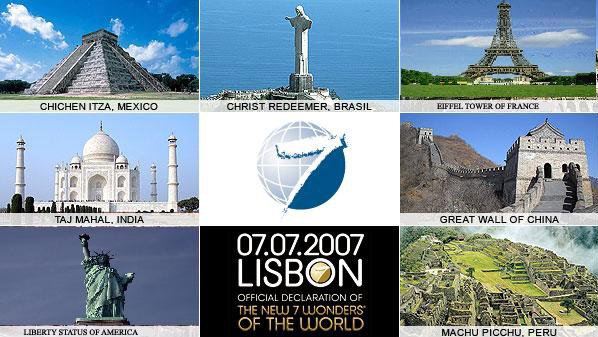 CHICHEN ITZA, MEXICO
CHRIST REDEEMER, BRASIL
EIFFEL TOWER OF FRANCE
TAJ MAHAL, INDIA
GREAT WALL OF CHINA
LIBERTY STATUS OF AMERICA
07.07.2007
LISBON
OFFICIAL DECLARATION OF
THE NEW 7 WONDERS
OF THE WORLD
MACHU PICCHU, PERU